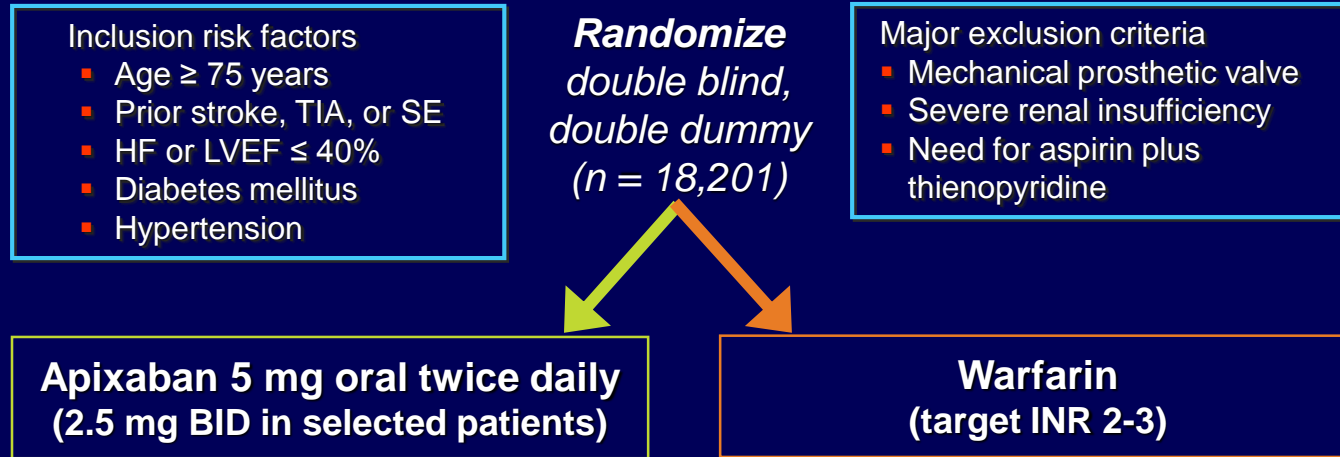 Inclusion risk factors
▪ Age ≥ 75 years
▪ Prior stroke, TIA, or SE
▪ HF or LVEF ≤ 40%
▪ Diabetes mellitus
▪ Hypertension
Randomize
double blind,
double dummy
(n = 18,201)
Major exclusion criteria
▪ Mechanical prosthetic valve
▪ Severe renal insufficiency
▪ Need for aspirin plus
thienopyridine
Apixaban 5 mg oral twice daily
(2.5 mg BID in selected patients)
Warfarin
(target INR 2-3)